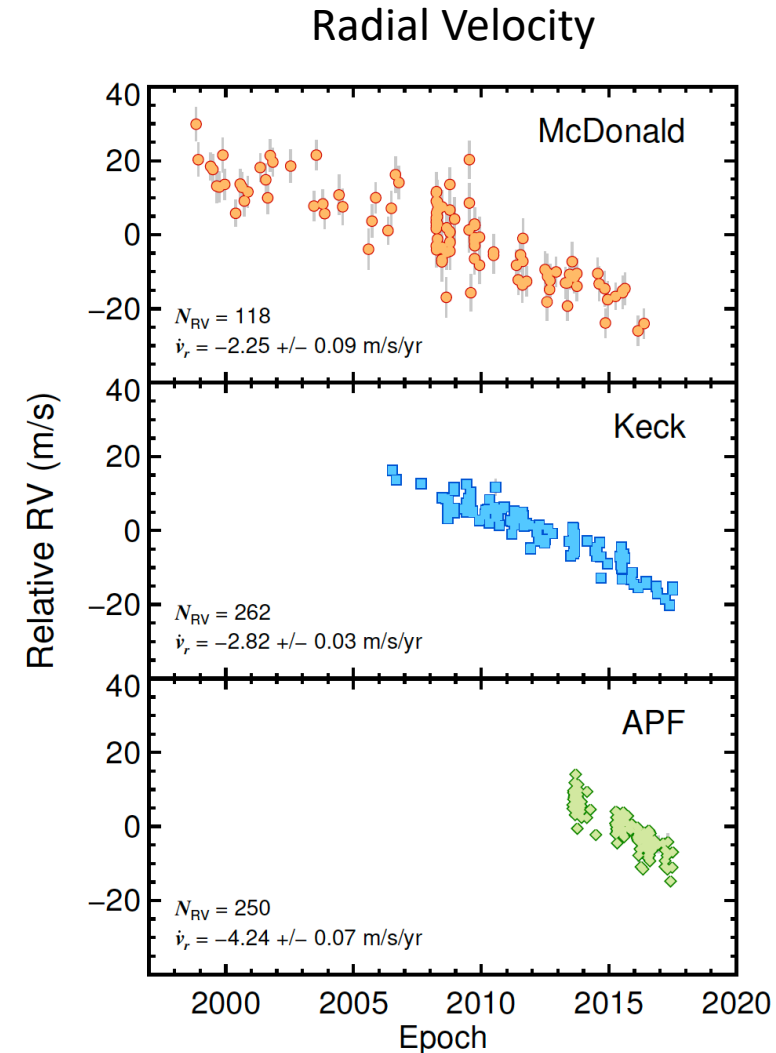 Radial Velocity
40
McDonald
20
0
−20
N_RV = 118
v̇_r = −2.25 +/− 0.09 m/s/yr
40
Keck
20
0
−20
N_RV = 262
v̇_r = −2.82 +/− 0.03 m/s/yr
40
APF
20
0
−20
N_RV = 250
v̇_r = −4.24 +/− 0.07 m/s/yr
Relative RV (m/s)
2000 2005 2010 2015 2020
Epoch